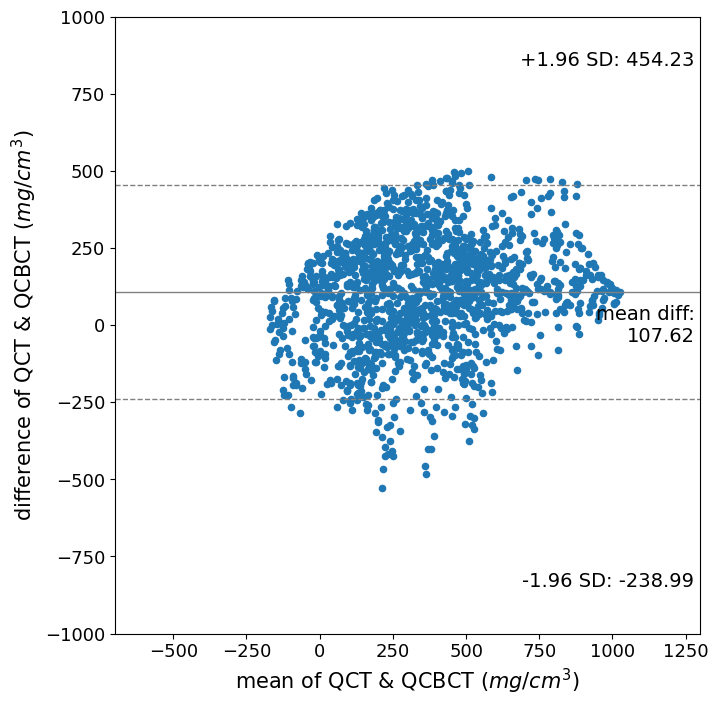 1000
+1.96 SD: 454.23
750
500
250
mean diff:
0
107.62
−250
−500
−750
-1.96 SD: -238.99
−1000
difference of QCT & QCBCT (mg/cm³)
−500 −250 0 250 500 750 1000 1250
mean of QCT & QCBCT (mg/cm³)